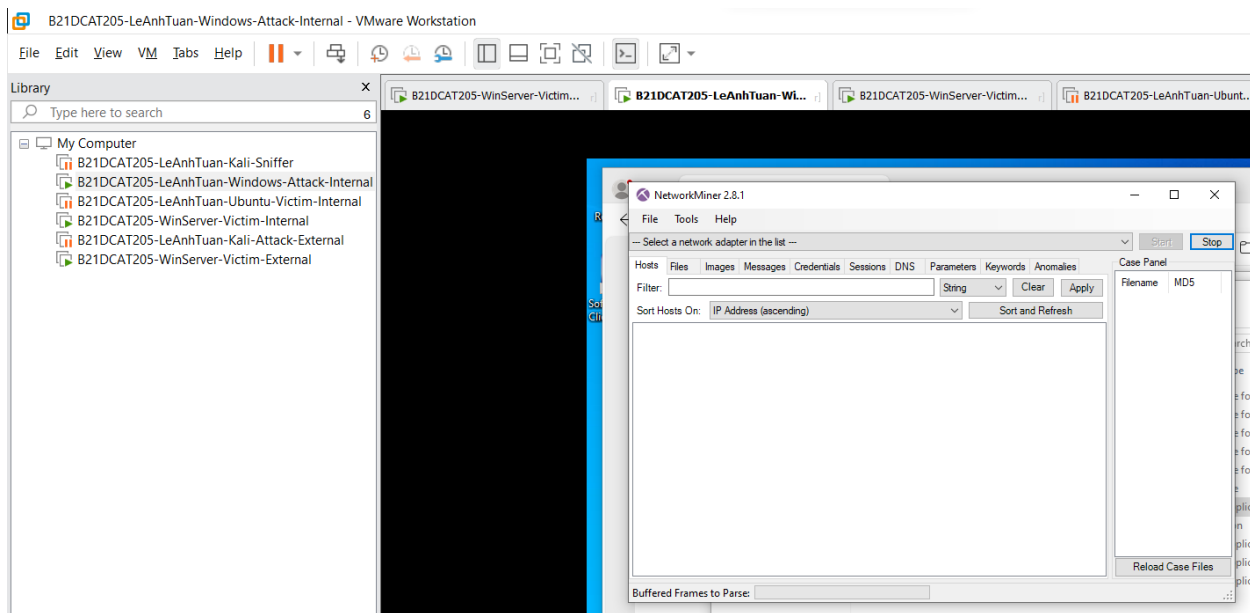 B21DCAT205-LeAnhTuan-Windows-Attack-Internal - VMware Workstation
File Edit View VM Tabs Help
Library x
Type here to search 6
My Computer
B21DCAT205-LeAnhTuan-Kali-Sniffer
B21DCAT205-LeAnhTuan-Windows-Attack-Internal
B21DCAT205-LeAnhTuan-Ubuntu-Victim-Internal
B21DCAT205-WinServer-Victim-Internal
B21DCAT205-LeAnhTuan-Kali-Attack-External
B21DCAT205-WinServer-Victim-External
B21DCAT205-WinServer-Victim... B21DCAT205-LeAnhTuan-Wi... B21DCAT205-WinServer-Victim... B21DCAT205-LeAnhTuan-Ubunt...
NetworkMiner 2.8.1
File Tools Help
--- Select a network adapter in the list --- Start Stop
Hosts Files Images Messages Credentials Sessions DNS Parameters Keywords Anomalies
Filter: String Clear Apply
Sort Hosts On: IP Address (ascending) Sort and Refresh
Case Panel
Filename MD5
Reload Case Files
Buffered Frames to Parse: